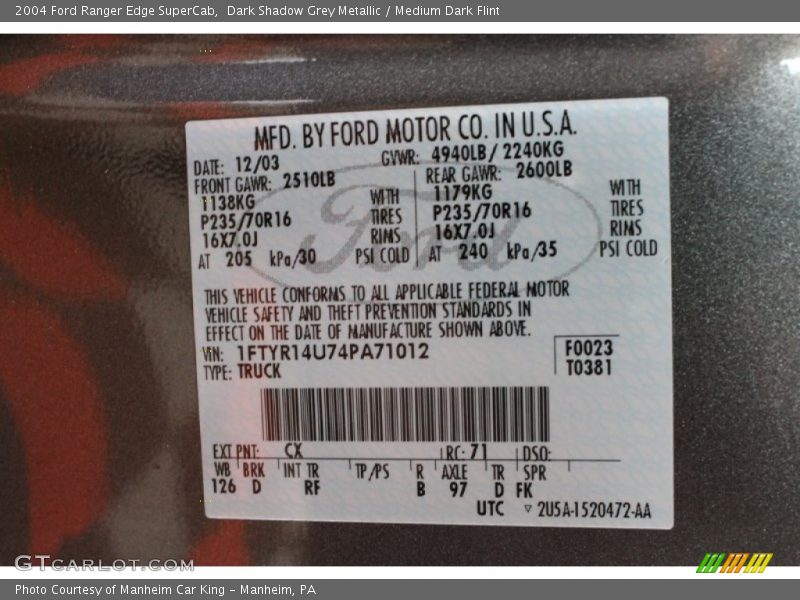 2004 Ford Ranger Edge SuperCab, Dark Shadow Grey Metallic / Medium Dark Flint
MFD. BY FORD MOTOR CO. IN U.S.A.
DATE: 12/03 GVWR: 4940LB/ 2240KG
FRONT GAWR: 2510LB REAR GAWR: 2600LB
1138KG WITH 1179KG WITH
P235/70R16 TIRES P235/70R16 TIRES
16X7.0J RIMS 16X7.0J RIMS
AT 205 kPa/30 PSI COLD AT 240 kPa/35 PSI COLD
Ford
THIS VEHICLE CONFORMS TO ALL APPLICABLE FEDERAL MOTOR
VEHICLE SAFETY AND THEFT PREVENTION STANDARDS IN
EFFECT ON THE DATE OF MANUFACTURE SHOWN ABOVE.
VIN: 1FTYR14U74PA71012 F0023
TYPE: TRUCK T0381
EXT PNT: CX RC: 71 DSO:
WB BRK INT TR TP/PS R AXLE TR SPR
126 D RF B 97 D FK
UTC ▽ 2U5A-1520472-AA
GTcarlot.com
Photo Courtesy of Manheim Car King - Manheim, PA